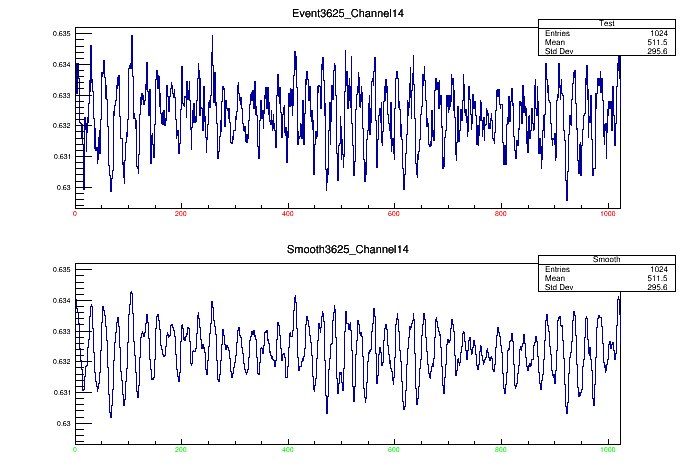 Event3625_Channel14
Test
Entries 1024
Mean 511.5
Std Dev 295.6
0.635
0.634
0.633
0.632
0.631
0.63
0 200 400 600 800 1000
Smooth3625_Channel14
Smooth
Entries 1024
Mean 511.5
Std Dev 295.6
0.635
0.634
0.633
0.632
0.631
0.63
0 200 400 600 800 1000